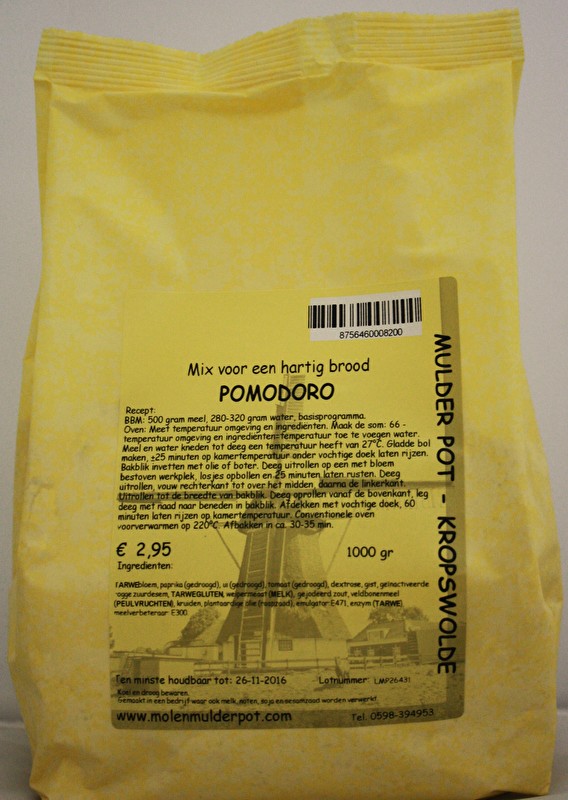 8756460008200
Mix voor een hartig brood
POMODORO
Recept:
BBM: 500 gram meel, 280-320 gram water, basisprogramma.
Oven: Meet temperatuur omgeving en ingrediënten. Maak de som: 66 -
temperatuur omgeving en ingrediënten=temperatuur toe te voegen water.
Meel en water kneden tot deeg een temperatuur heeft van 27°C. Gladde bol
maken, ±25 minuten op kamertemperatuur onder vochtige doek laten rijzen.
Bakblik invetten met olie of boter. Deeg uitrollen op een met bloem
bestoven werkplek, losjes opbollen en 25 minuten laten rusten. Deeg
uitrollen, vouw rechterkant tot over het midden, daarna de linkerkant.
Uitrollen tot de breedte van bakblik. Deeg oprollen vanaf de bovenkant, leg
deeg met naad naar beneden in bakblik. Afdekken met vochtige doek, 60
minuten laten rijzen op kamertemperatuur. Conventionele oven
voorverwarmen op 220°C. Afbakken in ca. 30-35 min.
€ 2,95 1000 gr
Ingredienten:
TARWEbloem, paprika (gedroogd), ui (gedroogd), tomaat (gedroogd), dextrose, gist, geinactiveerde
rogge zuurdesem, TARWEGLUTEN, weipermeaat (MELK), gejodeerd zout, veldbonenmeel
(PEULVRUCHTEN), kruiden, plantaardige olie (raapzaad), emulgator E471, enzym (TARWE)
meelverbeteraar: E300
Ten minste houdbaar tot: 26-11-2016 Lotnummer: LMP26431
Koel en droog bewaren.
Gemaakt in een bedrijf waar ook melk, noten, soja en sesamzaad worden verwerkt
www.molenmulderpot.com Tel. 0598-394953
MULDER POT - KROPSWOLDE